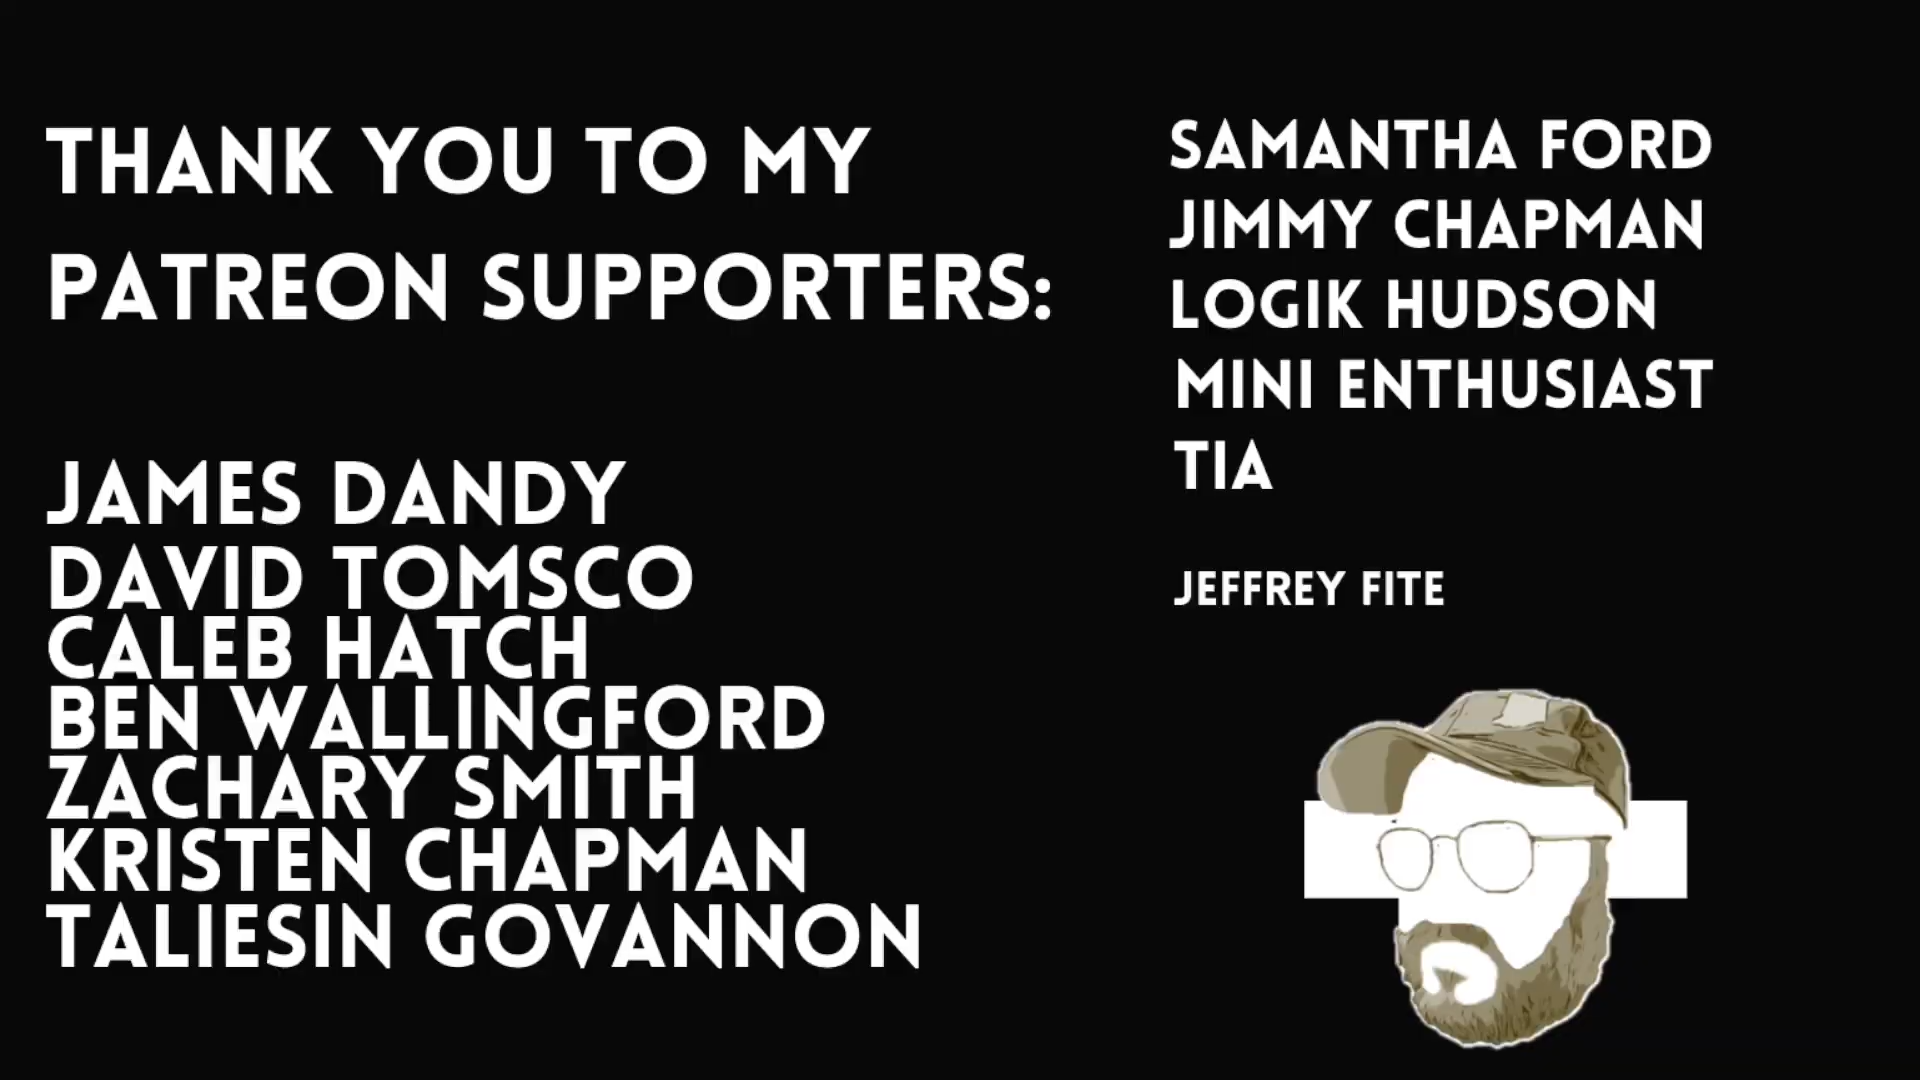 THANK YOU TO MY
PATREON SUPPORTERS:
JAMES DANDY
DAVID TOMSCO
CALEB HATCH
BEN WALLINGFORD
ZACHARY SMITH
KRISTEN CHAPMAN
TALIESIN GOVANNON
SAMANTHA FORD
JIMMY CHAPMAN
LOGIK HUDSON
MINI ENTHUSIAST
TIA
JEFFREY FITE